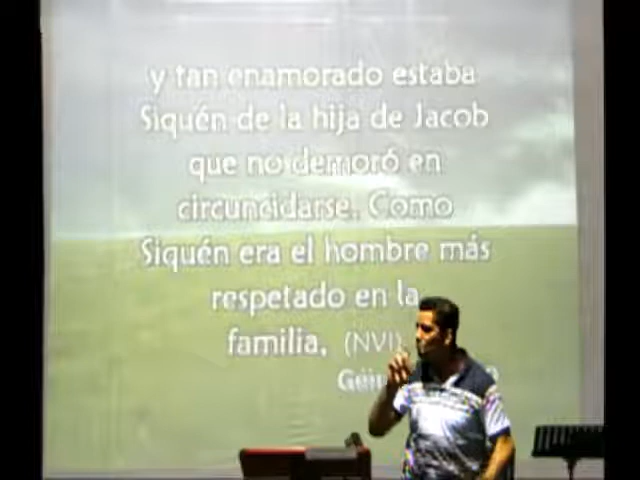 y tan enamorado estaba
Siquén de la hija de Jacob
que no demoró en
circuncidarse. Como
Siquén era el hombre más
respetado en la
familia, (NVI)